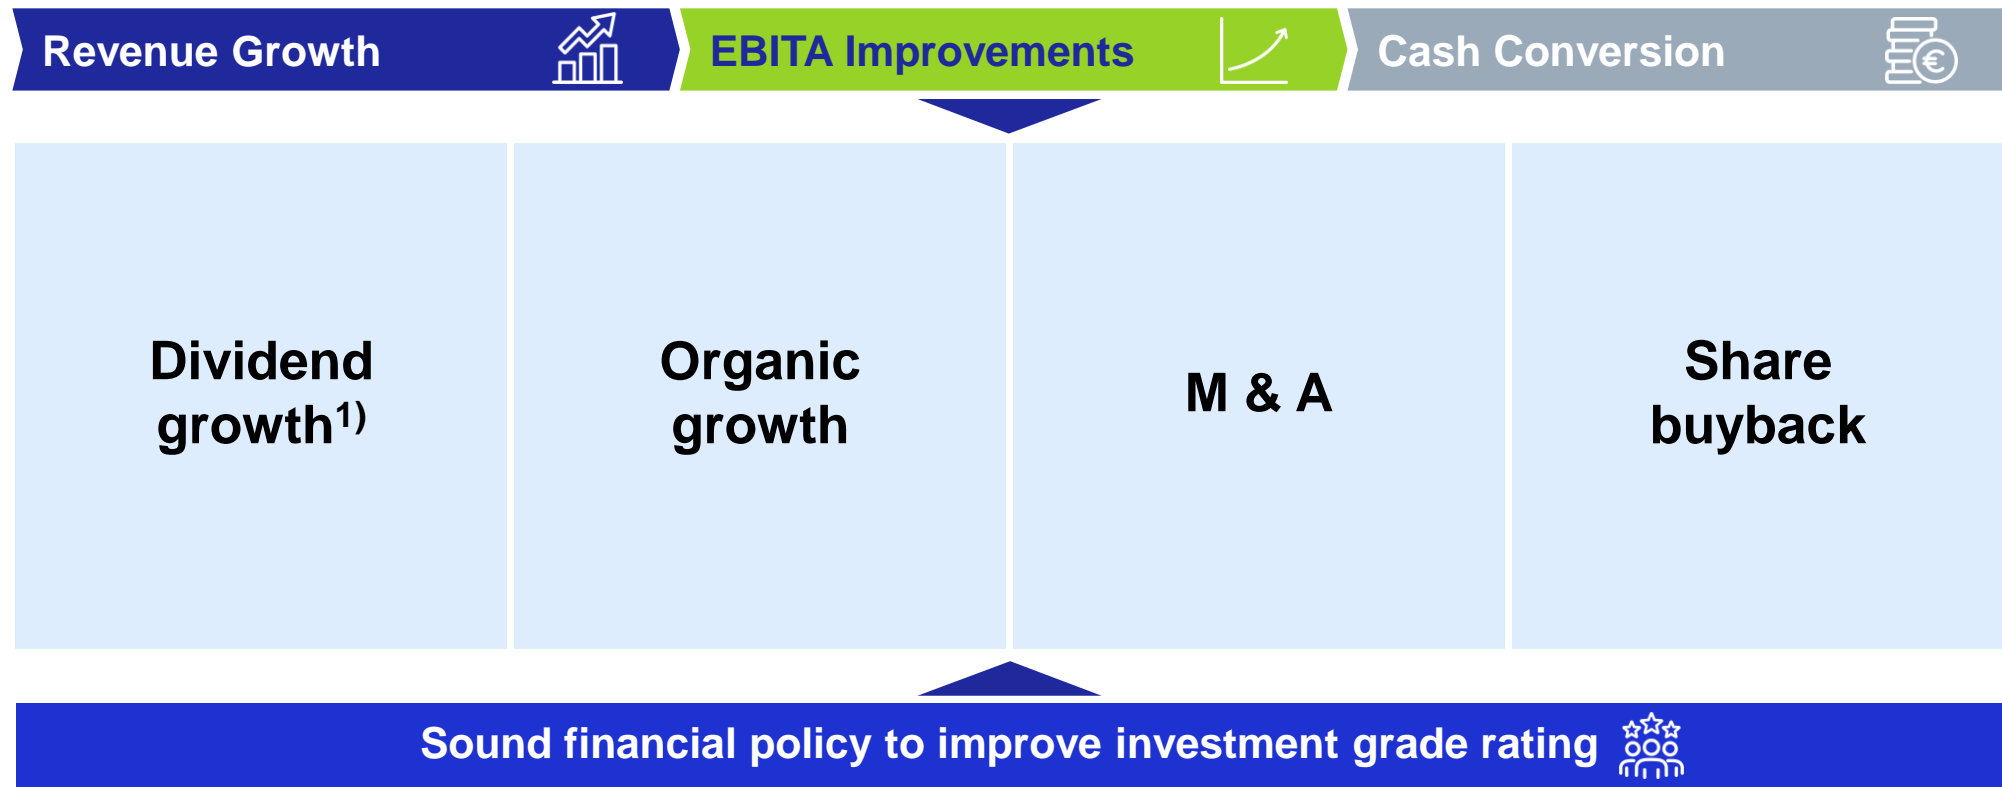 Revenue Growth
EBITA Improvements
Cash Conversion
€
Dividend
growth1)
Organic
growth
M & A
Share
buyback
Sound financial policy to improve investment grade rating